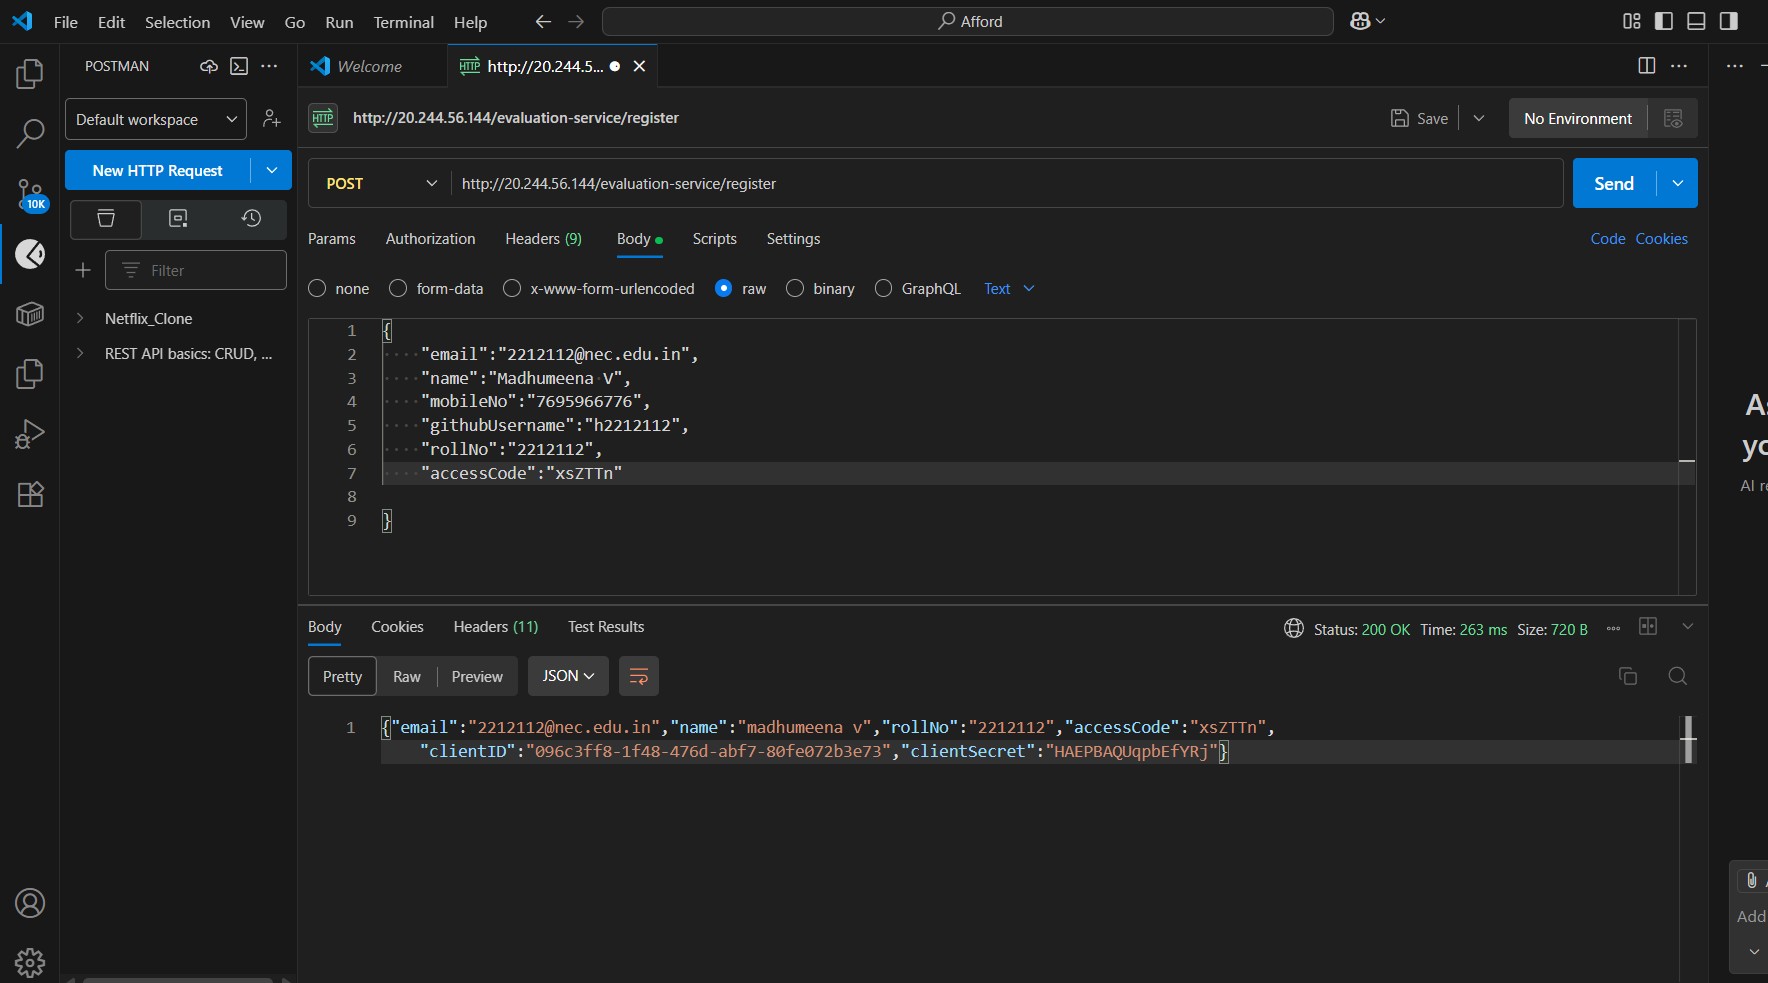 File Edit Selection View Go Run Terminal Help
Afford
POSTMAN
Welcome
HTTP http://20.244.5...
Default workspace
HTTP http://20.244.56.144/evaluation-service/register
Save
No Environment
New HTTP Request
POST http://20.244.56.144/evaluation-service/register
Send
10K
Params Authorization Headers (9) Body Scripts Settings
Code Cookies
Filter
none form-data x-www-form-urlencoded raw binary GraphQL Text
Netflix_Clone
REST API basics: CRUD, ...
1 {
2 ····"email":"2212112@nec.edu.in",
3 ····"name":"Madhumeena·V",
4 ····"mobileNo":"7695966776",
5 ····"githubUsername":"h2212112",
6 ····"rollNo":"2212112",
7 ····"accessCode":"xsZTTn"
8
9 }
AI
Body Cookies Headers (11) Test Results
Status: 200 OK Time: 263 ms Size: 720 B
Pretty Raw Preview JSON
1 {"email":"2212112@nec.edu.in","name":"madhumeena v","rollNo":"2212112","accessCode":"xsZTTn",
"clientID":"096c3ff8-1f48-476d-abf7-80fe072b3e73","clientSecret":"HAEPBAQUqpbEfYRj"}
Add